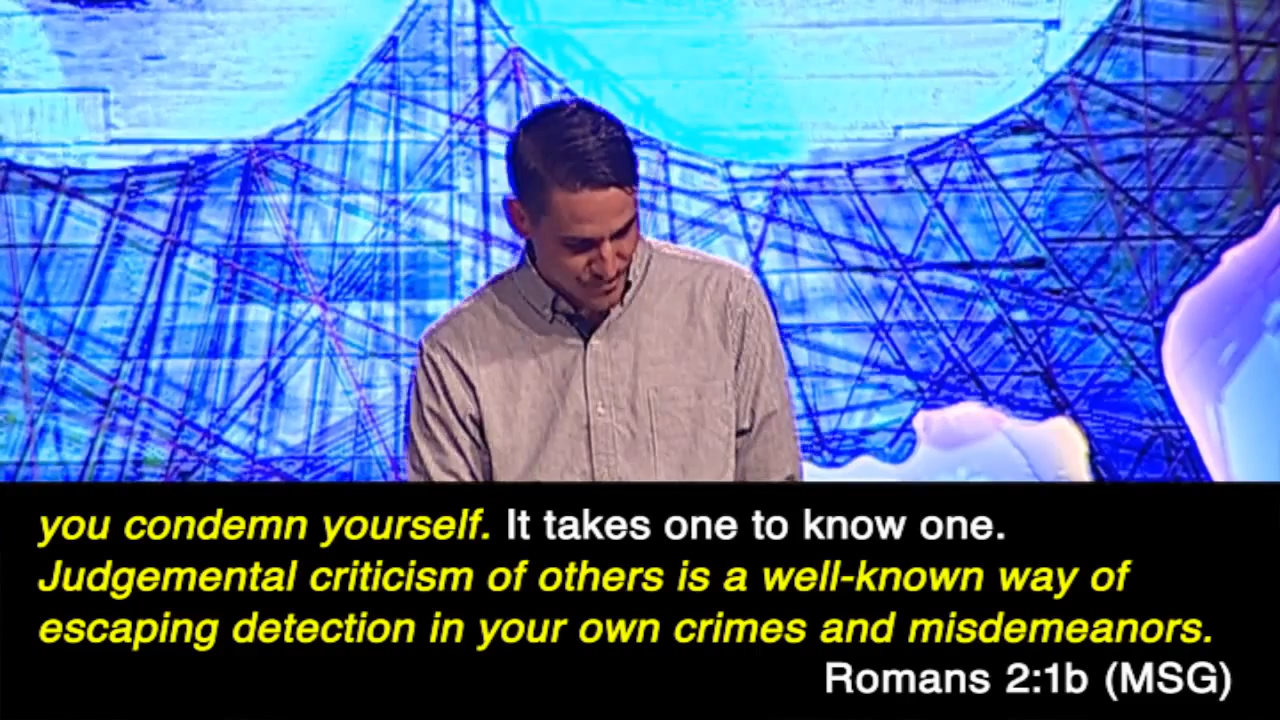 you condemn yourself. It takes one to know one.
Judgemental criticism of others is a well-known way of
escaping detection in your own crimes and misdemeanors.
Romans 2:1b (MSG)